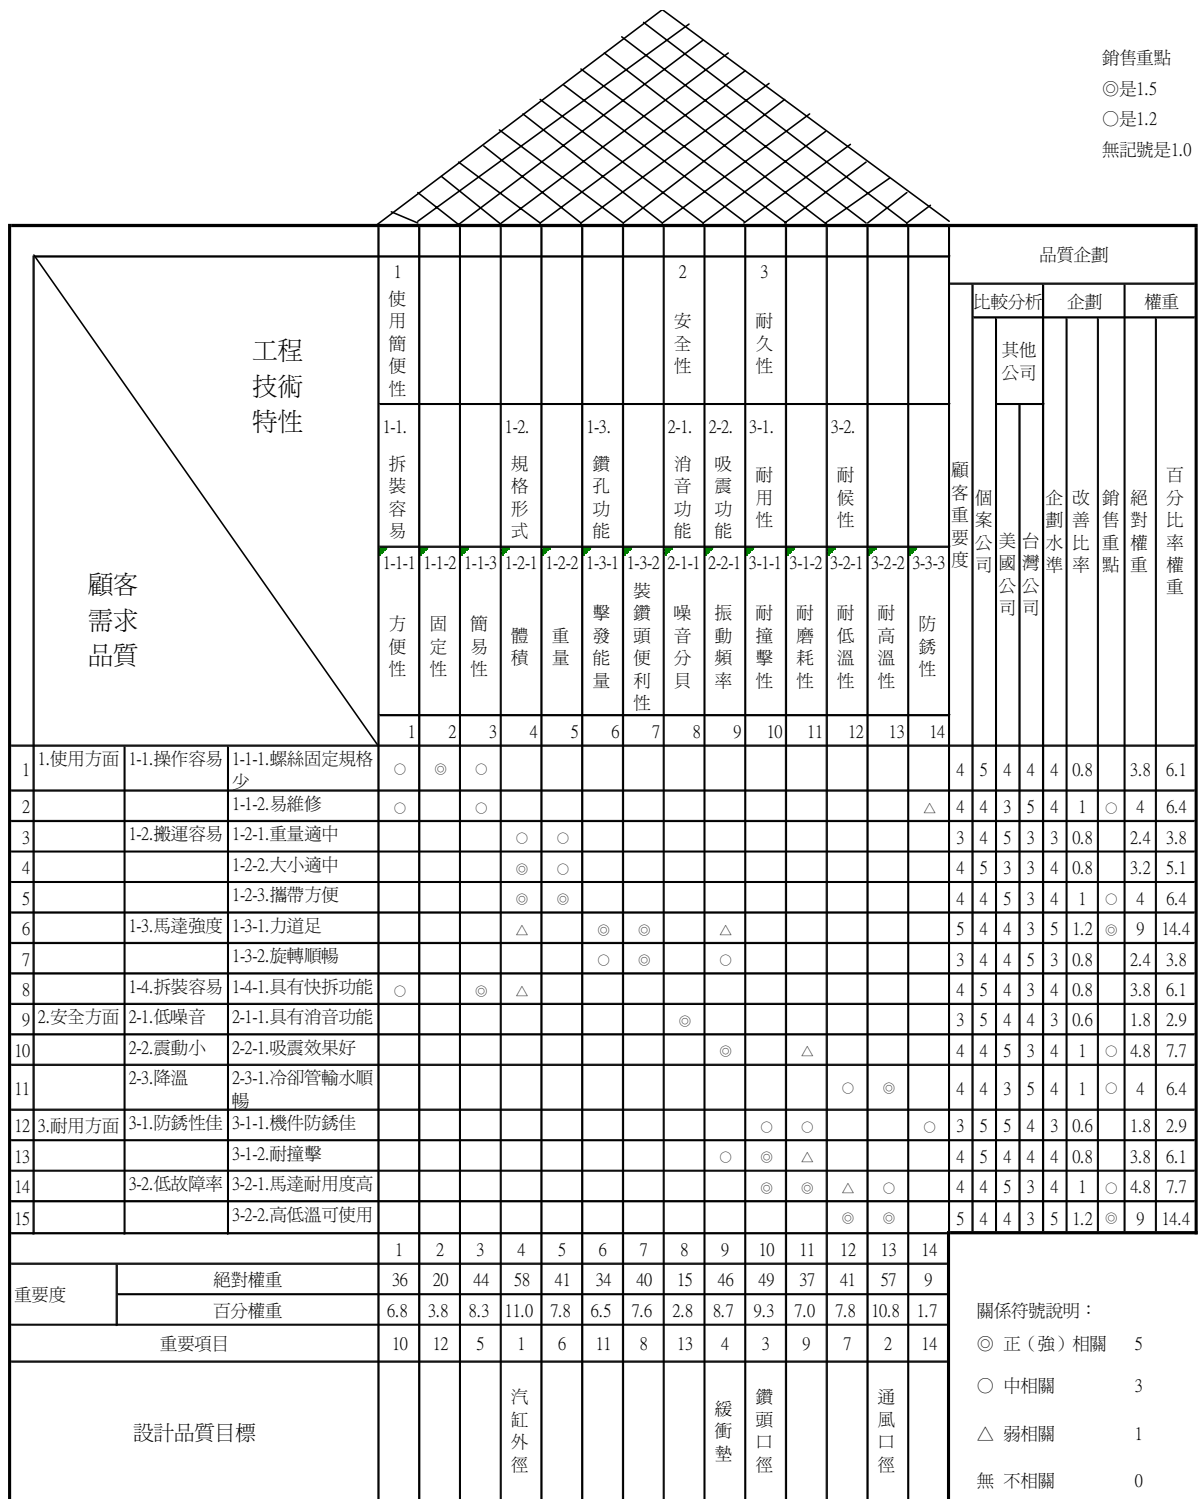 銷售重點
◎是1.5
○是1.2
無記號是1.0
工程
技術
特性
顧客
需求
品質
1 使用簡便性
2 安全性
3 耐久性
1-1. 拆裝容易
1-2. 規格形式
1-3. 鑽孔功能
2-1. 消音功能
2-2. 吸震功能
3-1. 耐用性
3-2. 耐候性
1-1-1 方便性
1-1-2 固定性
1-1-3 簡易性
1-2-1 體積
1-2-2 重量
1-3-1 擊發能量
1-3-2 裝鑽頭便利性
2-1-1 噪音分貝
2-2-1 振動頻率
3-1-1 耐撞擊性
3-1-2 耐磨耗性
3-2-1 耐低溫性
3-2-2 耐高溫性
3-3-3 防銹性
1 2 3 4 5 6 7 8 9 10 11 12 13 14
品質企劃
比較分析 企劃 權重
其他
公司
顧客重要度
個案公司
美國公司
台灣公司
企劃水準
改善比率
銷售重點
絕對權重
百分比率權重
1 1.使用方面 1-1.操作容易 1-1-1.螺絲固定規格少 ○ ◎ ○ 4 5 4 4 4 0.8 3.8 6.1
2 1-1-2.易維修 ○ ○ △ 4 4 3 5 4 1 ○ 4 6.4
3 1-2.搬運容易 1-2-1.重量適中 ○ ○ 3 4 5 3 3 0.8 2.4 3.8
4 1-2-2.大小適中 ◎ ○ 4 5 3 3 4 0.8 3.2 5.1
5 1-2-3.攜帶方便 ◎ ◎ 4 4 5 3 4 1 ○ 4 6.4
6 1-3.馬達強度 1-3-1.力道足 △ ◎ ◎ △ 5 4 4 3 5 1.2 ◎ 9 14.4
7 1-3-2.旋轉順暢 ○ ◎ ○ 3 4 4 5 3 0.8 2.4 3.8
8 1-4.拆裝容易 1-4-1.具有快拆功能 ○ ◎ △ 4 5 4 3 4 0.8 3.8 6.1
9 2.安全方面 2-1.低噪音 2-1-1.具有消音功能 ◎ 3 5 4 4 3 0.6 1.8 2.9
10 2-2.震動小 2-2-1.吸震效果好 ◎ △ 4 4 5 3 4 1 ○ 4.8 7.7
11 2-3.降溫 2-3-1.冷卻管輸水順暢 ○ ◎ 4 4 3 5 4 1 ○ 4 6.4
12 3.耐用方面 3-1.防銹性佳 3-1-1.機件防銹佳 ○ ○ ○ 3 5 5 4 3 0.6 1.8 2.9
13 3-1-2.耐撞擊 ○ ◎ △ 4 5 4 4 4 0.8 3.8 6.1
14 3-2.低故障率 3-2-1.馬達耐用度高 ◎ ◎ △ ○ 4 4 5 3 4 1 ○ 4.8 7.7
15 3-2-2.高低溫可使用 ◎ ◎ 5 4 4 3 5 1.2 ◎ 9 14.4
1 2 3 4 5 6 7 8 9 10 11 12 13 14
重要度
絕對權重 36 20 44 58 41 34 40 15 46 49 37 41 57 9
百分權重 6.8 3.8 8.3 11.0 7.8 6.5 7.6 2.8 8.7 9.3 7.0 7.8 10.8 1.7
重要項目 10 12 5 1 6 11 8 13 4 3 9 7 2 14
設計品質目標
汽缸外徑
緩衝墊
鑽頭口徑
通風口徑
關係符號說明：
◎ 正（強）相關 5
○ 中相關 3
△ 弱相關 1
無 不相關 0